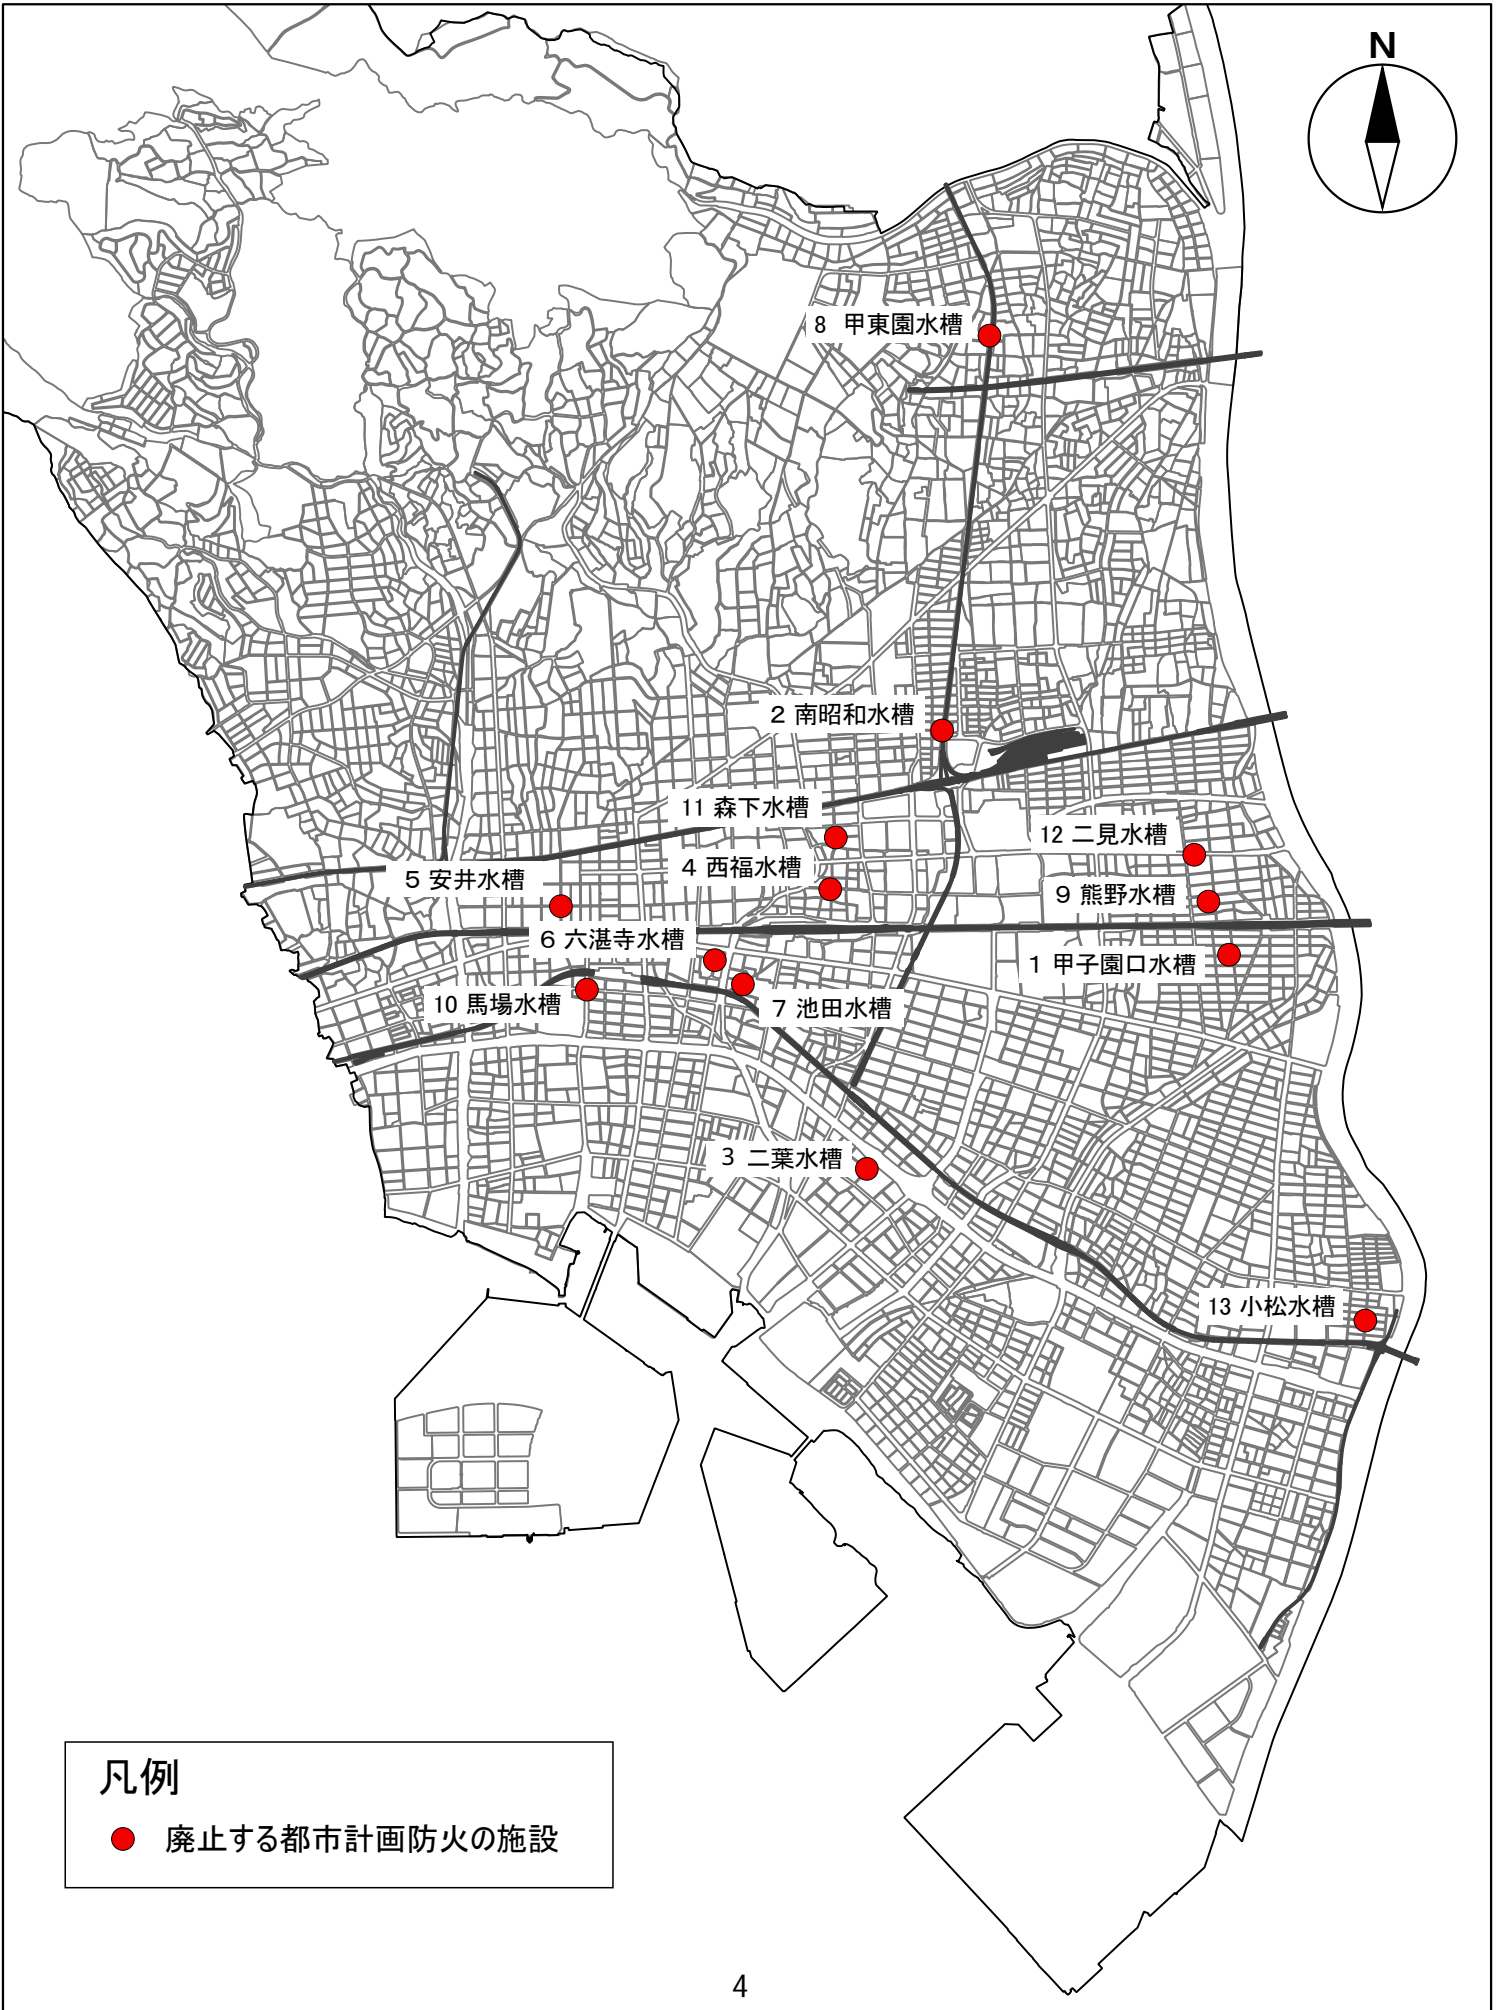 N
8 甲東園水槽
2 南昭和水槽
11 森下水槽
12 二見水槽
4 西福水槽
5 安井水槽
9 熊野水槽
6 六湛寺水槽
1 甲子園口水槽
10 馬場水槽
7 池田水槽
3 二葉水槽
13 小松水槽
凡例
廃止する都市計画防火の施設
4